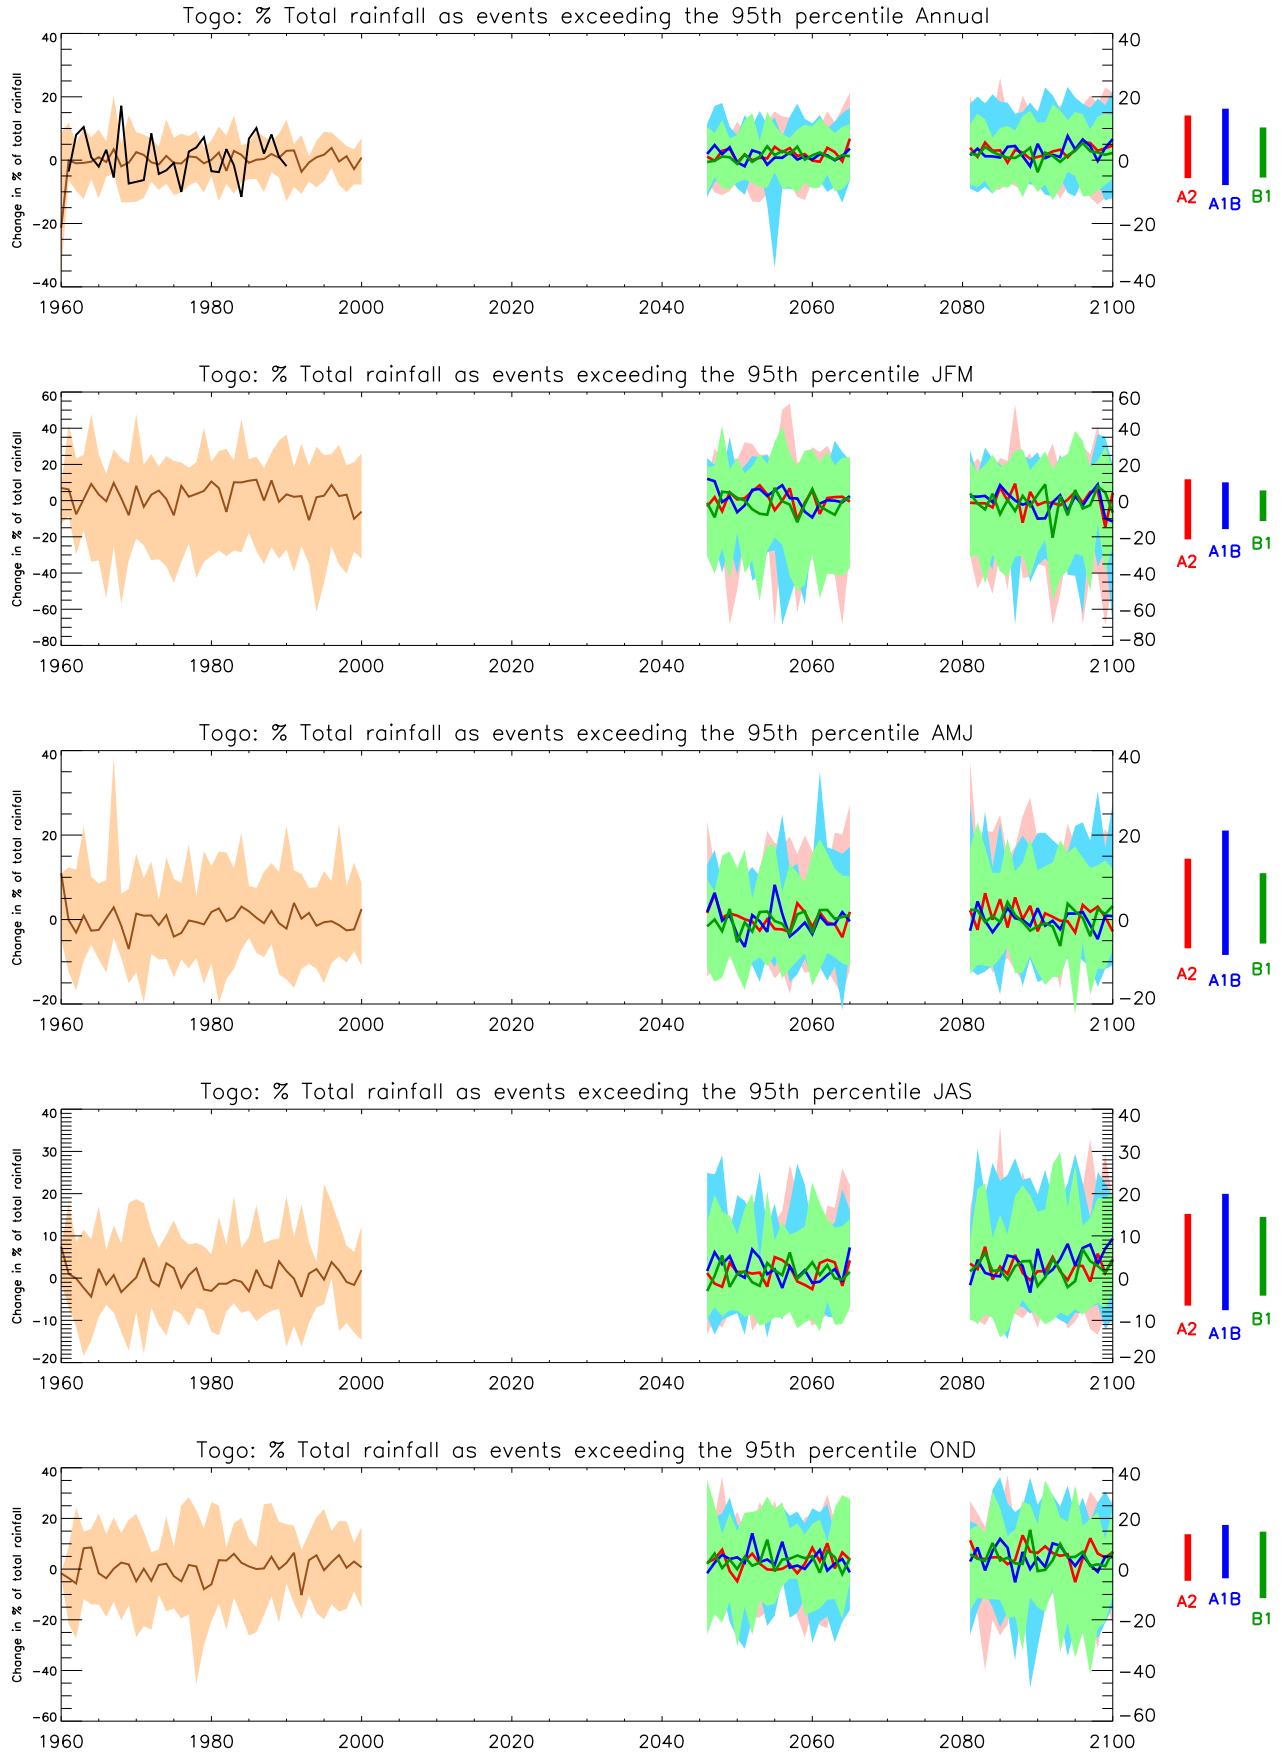 Togo: % Total rainfall as events exceeding the 95th percentile Annual
40 20 0 −20 −40
Change in % of total rainfall
40 20 0 −20 −40
A2 A1B B1
1960 1980 2000 2020 2040 2060 2080 2100
Togo: % Total rainfall as events exceeding the 95th percentile JFM
60 40 20 0 −20 −40 −60 −80
Change in % of total rainfall
60 40 20 0 −20 −40 −60 −80
A2 A1B B1
1960 1980 2000 2020 2040 2060 2080 2100
Togo: % Total rainfall as events exceeding the 95th percentile AMJ
40 20 0 −20
Change in % of total rainfall
40 20 0 −20
A2 A1B B1
1960 1980 2000 2020 2040 2060 2080 2100
Togo: % Total rainfall as events exceeding the 95th percentile JAS
40 30 20 10 0 −10 −20
Change in % of total rainfall
40 30 20 10 0 −10 −20
A2 A1B B1
1960 1980 2000 2020 2040 2060 2080 2100
Togo: % Total rainfall as events exceeding the 95th percentile OND
40 20 0 −20 −40 −60
Change in % of total rainfall
40 20 0 −20 −40 −60
A2 A1B B1
1960 1980 2000 2020 2040 2060 2080 2100